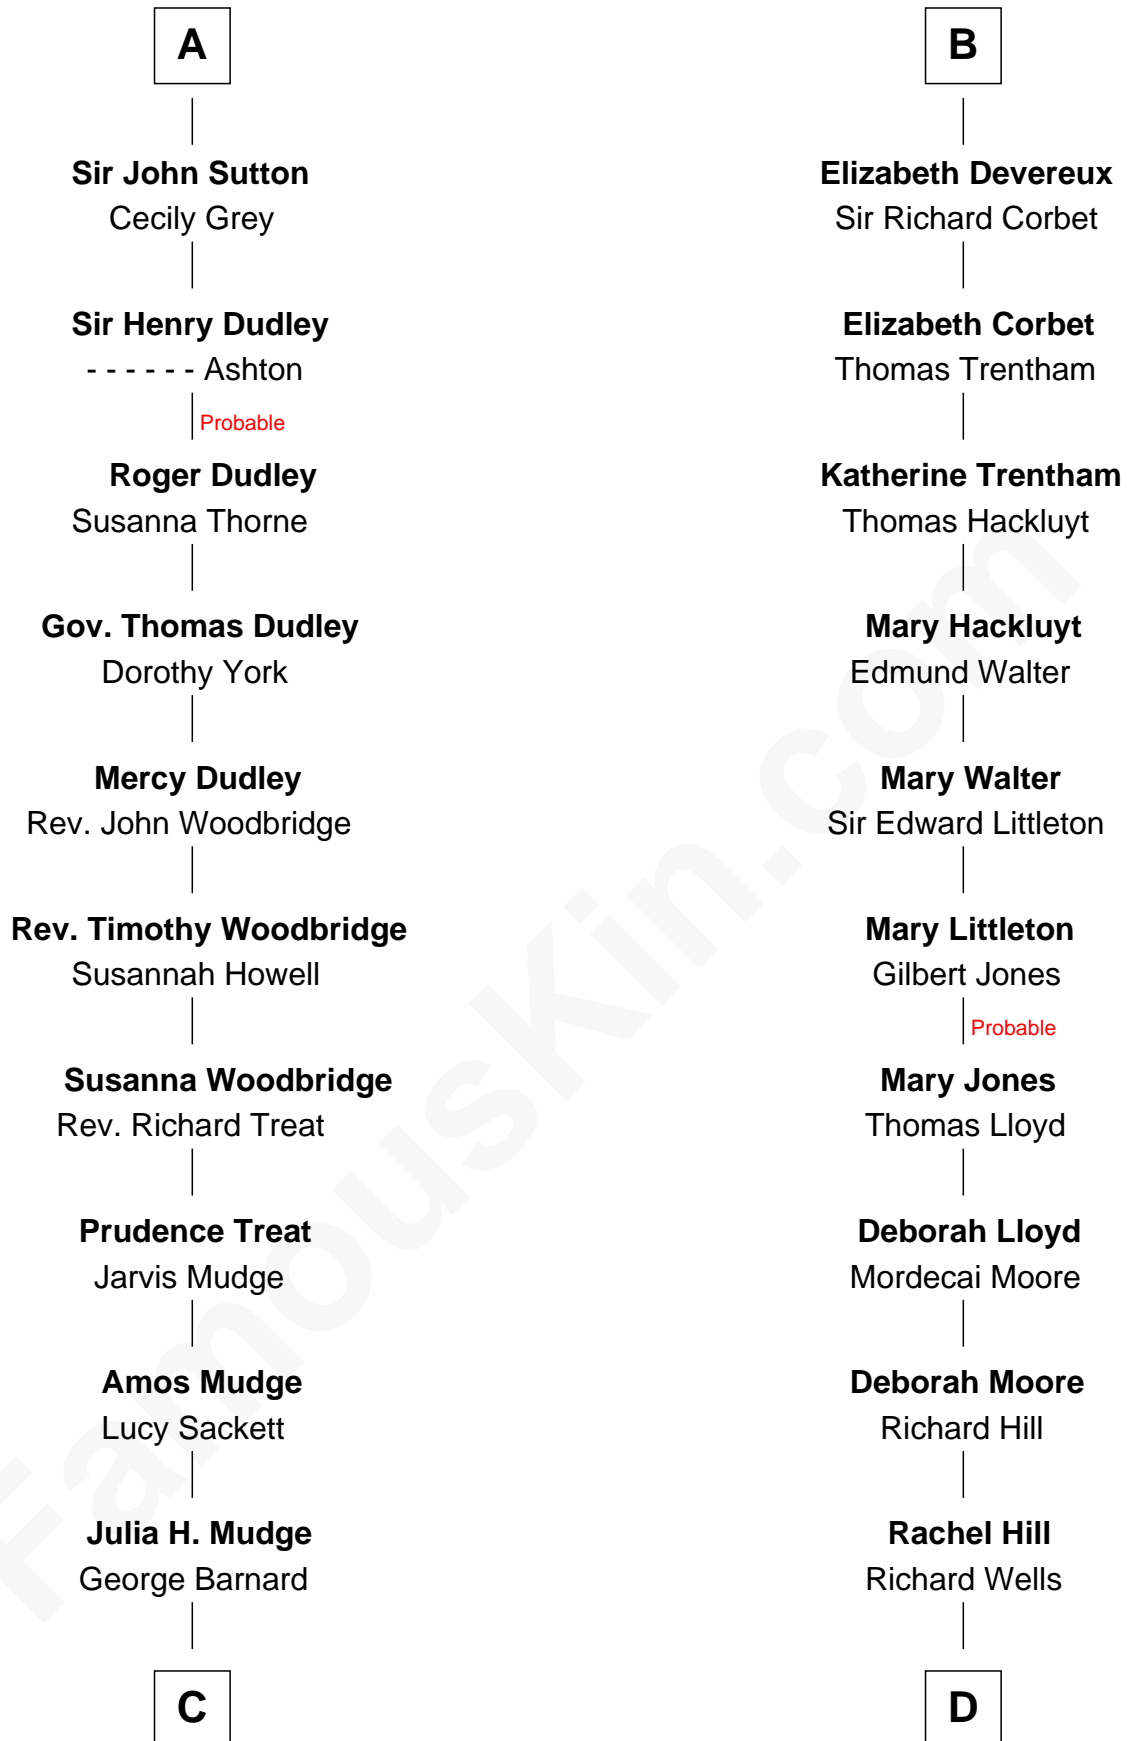 A
Sir John Sutton
Cecily Grey
Sir Henry Dudley
- - - - - - Ashton
Probable
Roger Dudley
Susanna Thorne
Gov. Thomas Dudley
Dorothy York
Mercy Dudley
Rev. John Woodbridge
Rev. Timothy Woodbridge
Susannah Howell
Susanna Woodbridge
Rev. Richard Treat
Prudence Treat
Jarvis Mudge
Amos Mudge
Lucy Sackett
Julia H. Mudge
George Barnard
C
B
Elizabeth Devereux
Sir Richard Corbet
Elizabeth Corbet
Thomas Trentham
Katherine Trentham
Thomas Hackluyt
Mary Hackluyt
Edmund Walter
Mary Walter
Sir Edward Littleton
Mary Littleton
Gilbert Jones
Probable
Mary Jones
Thomas Lloyd
Deborah Lloyd
Mordecai Moore
Deborah Moore
Richard Hill
Rachel Hill
Richard Wells
D
FamousKin.com